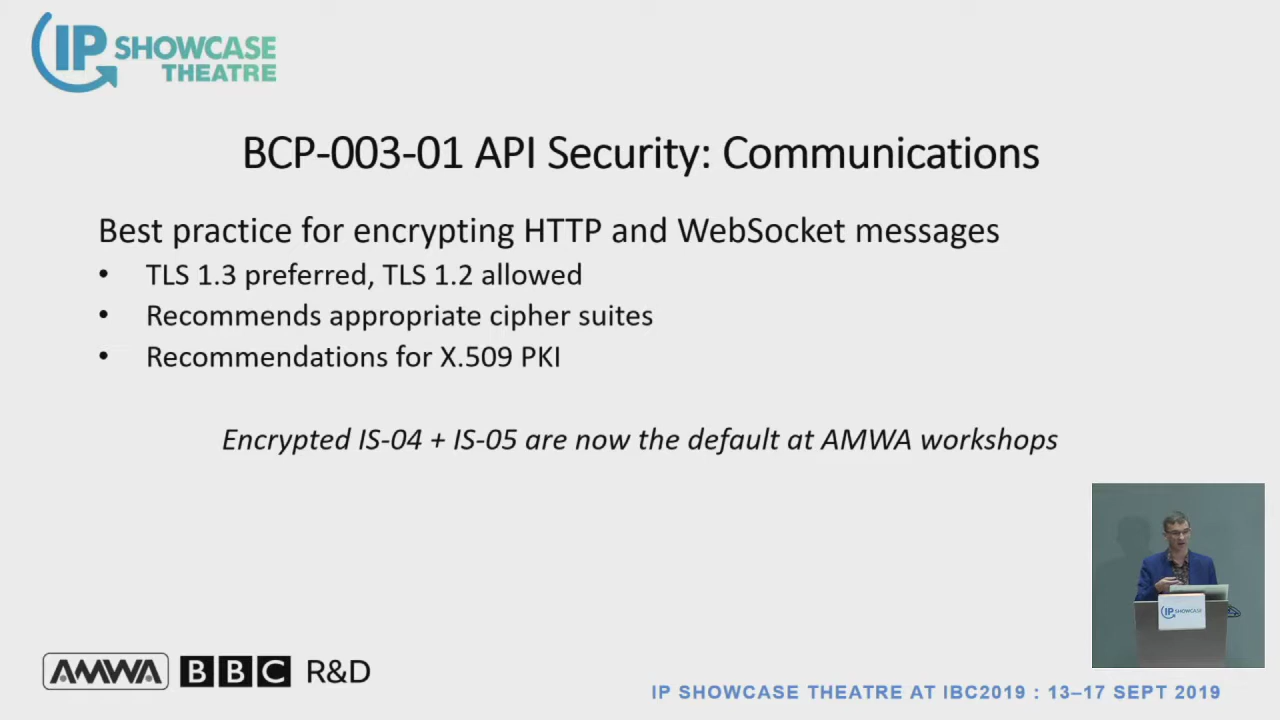 IP SHOWCASE
THEATRE
BCP-003-01 API Security: Communications
Best practice for encrypting HTTP and WebSocket messages
• TLS 1.3 preferred, TLS 1.2 allowed
• Recommends appropriate cipher suites
• Recommendations for X.509 PKI
Encrypted IS-04 + IS-05 are now the default at AMWA workshops
IP SHOWCASE
AMWA BBC R&D
IP SHOWCASE THEATRE AT IBC2019 : 13–17 SEPT 2019